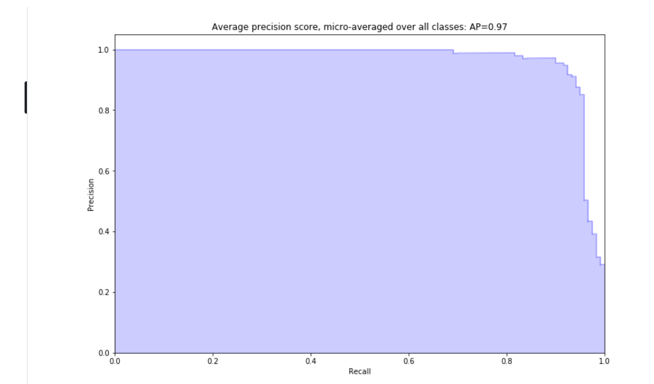 Average precision score, micro-averaged over all classes: AP=0.97
1.0
0.8
0.6
0.4
0.2
0.0
Precision
0.0 0.2 0.4 0.6 0.8 1.0
Recall